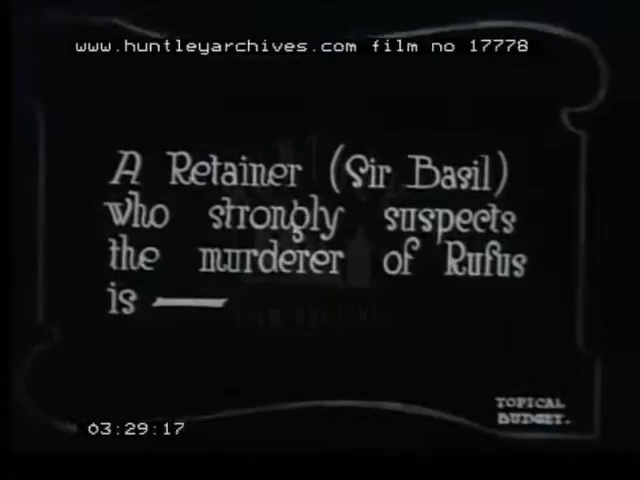 www.huntleyarchives.com film no 17778
A Retainer (Sir Basil)
who strongly suspects
the murderer of Rufus
is —
TOPICAL
BUDGET.
03:29:17